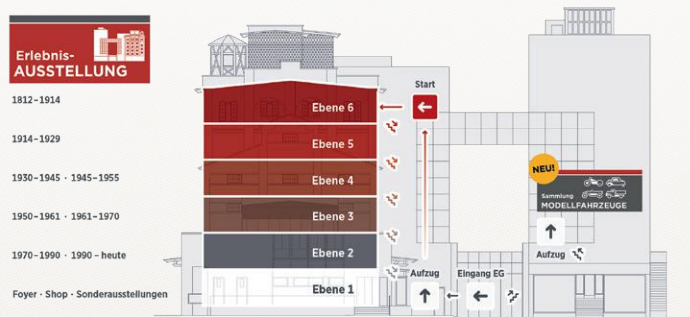 Erlebnis-
AUSSTELLUNG
1812–1914
1914–1929
1930–1945 · 1945–1955
1950–1961 · 1961–1970
1970–1990 · 1990 – heute
Foyer · Shop · Sonderausstellungen
Ebene 6
Ebene 5
Ebene 4
Ebene 3
Ebene 2
Ebene 1
Start
Aufzug
Eingang EG
NEU!
Sammlung
MODELLFAHRZEUGE
Aufzug